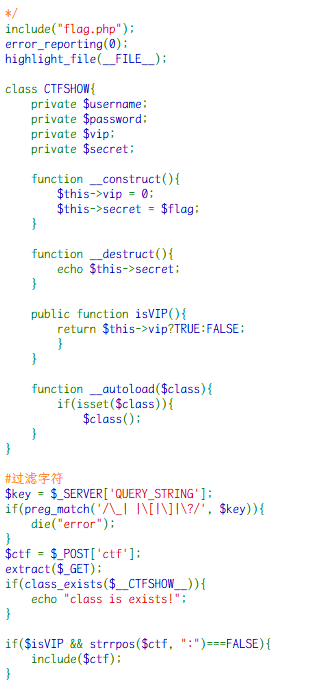 */
include("flag.php");
error_reporting(0);
highlight_file(__FILE__);

class CTFSHOW{
    private $username;
    private $password;
    private $vip;
    private $secret;

    function __construct(){
        $this->vip = 0;
        $this->secret = $flag;
    }

    function __destruct(){
        echo $this->secret;
    }

    public function isVIP(){
        return $this->vip?TRUE:FALSE;
        }
    }

    function __autoload($class){
        if(isset($class)){
            $class();
    }
}

#过滤字符
$key = $_SERVER['QUERY_STRING'];
if(preg_match('/\_| |\[|\]|\?/', $key)){
    die("error");
}
$ctf = $_POST['ctf'];
extract($_GET);
if(class_exists($__CTFSHOW__)){
    echo "class is exists!";
}

if($isVIP && strrpos($ctf, ":")===FALSE){
    include($ctf);
}